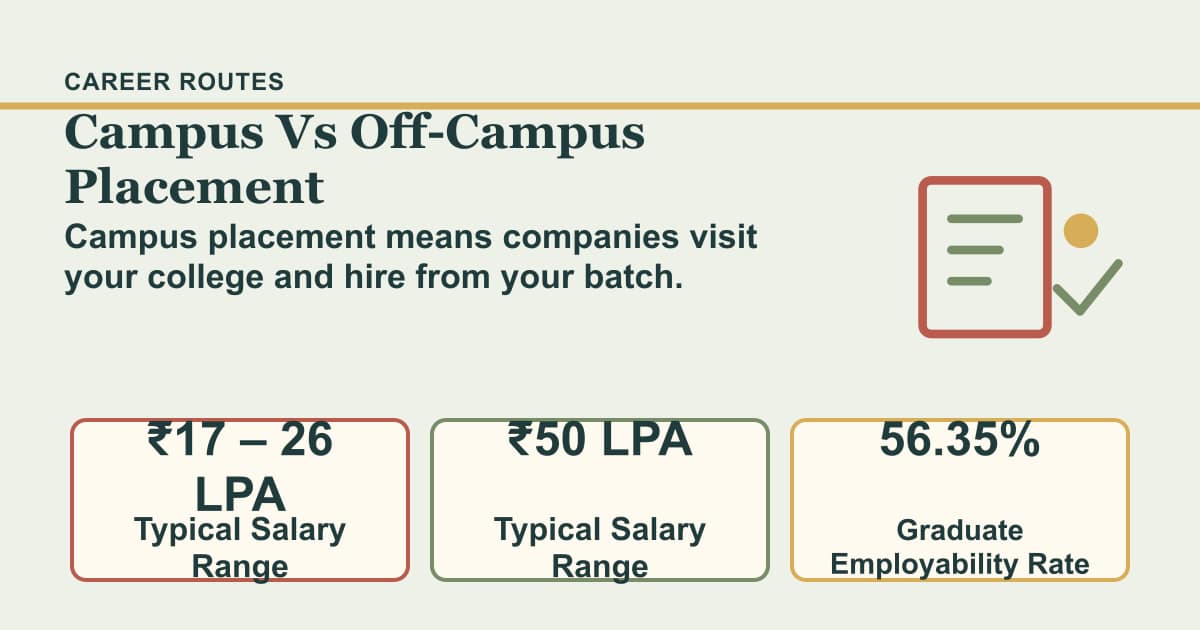 CAREER ROUTES
Campus Vs Off-Campus
Placement
Campus placement means companies visit
your college and hire from your batch.
₹17 – 26
LPA
Typical Salary
Range
₹50 LPA
Typical Salary
Range
56.35%
Graduate
Employability Rate